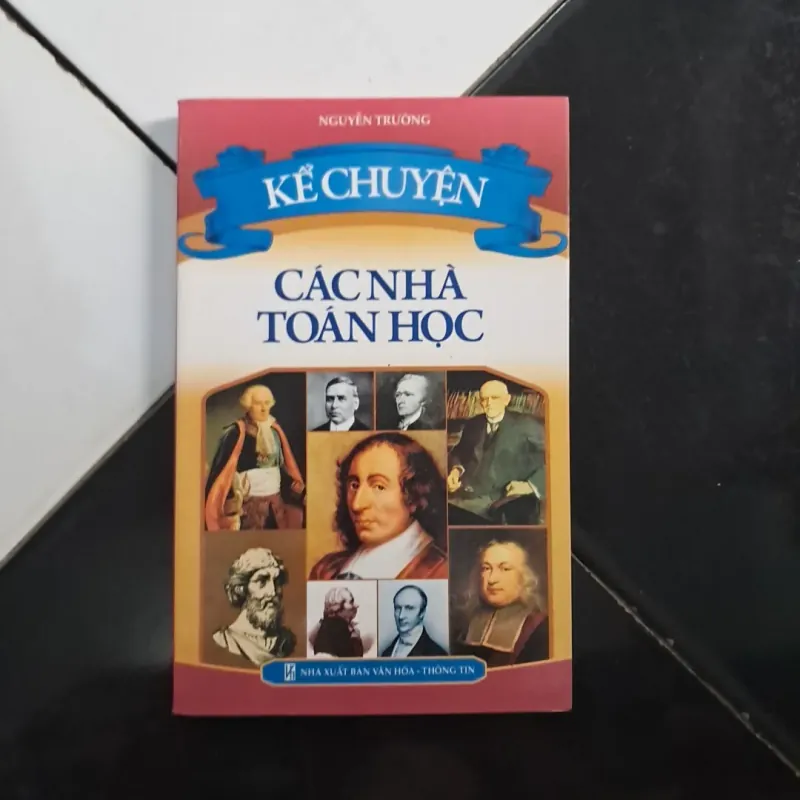 NGUYỄN TRƯỜNG
KỂ CHUYỆN
CÁC NHÀ
TOÁN HỌC
NHÀ XUẤT BẢN VĂN HÓA - THÔNG TIN